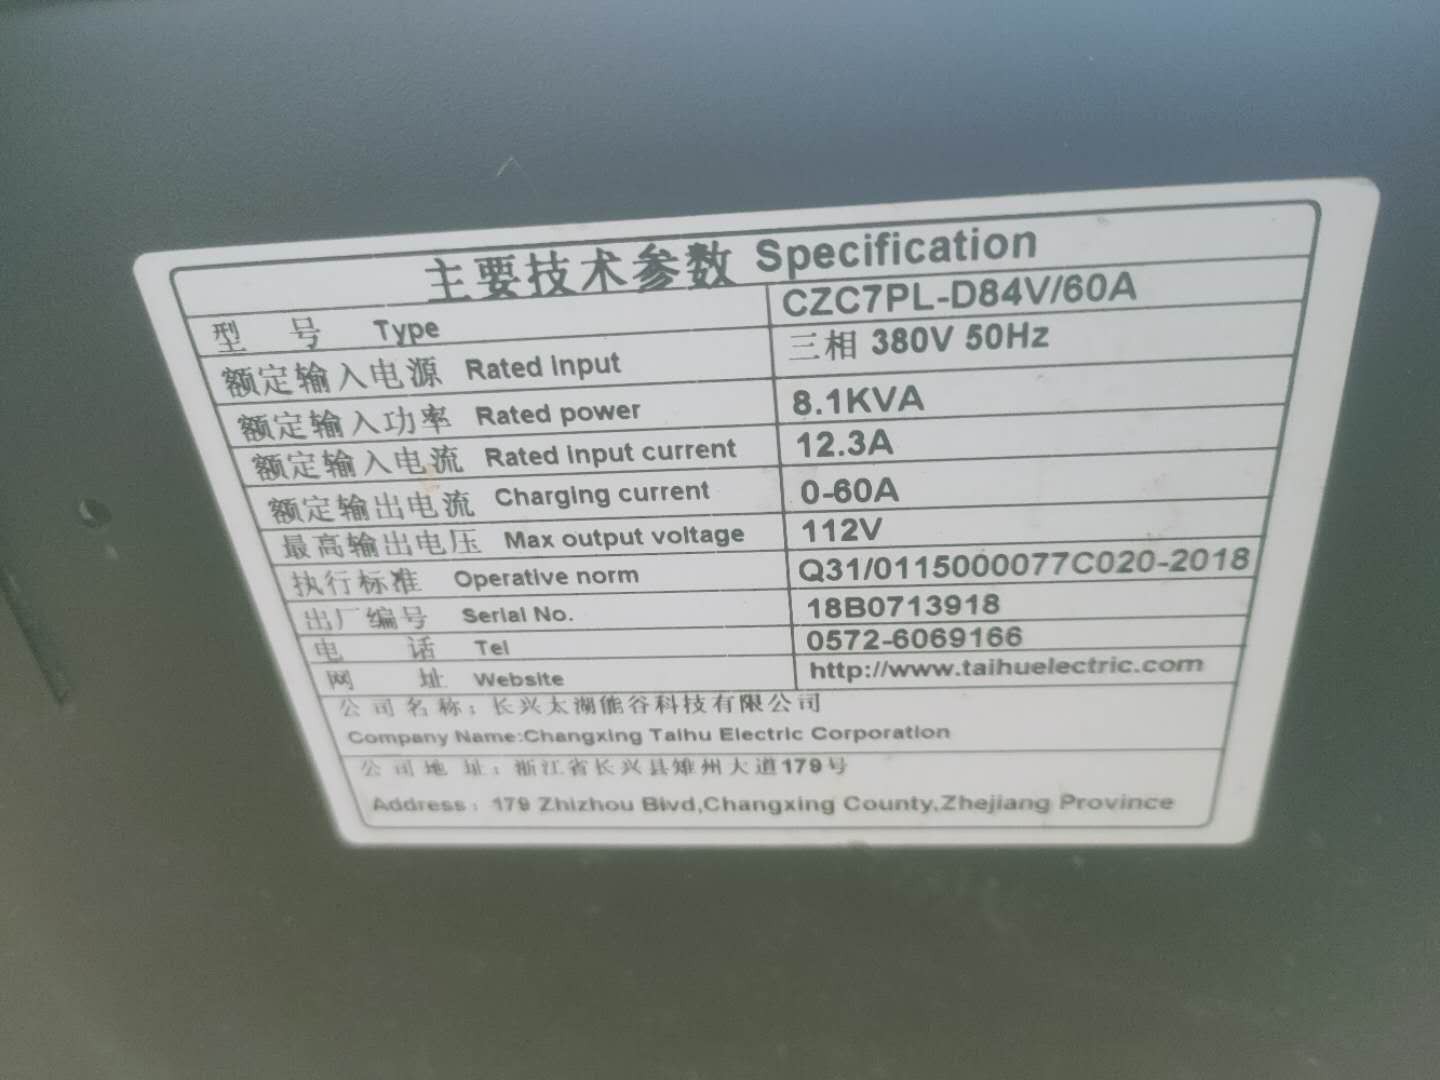 主要技术参数 Specification
型 号 Type CZC7PL-D84V/60A
额定输入电源 Rated input 三相 380V 50Hz
额定输入功率 Rated power 8.1KVA
额定输入电流 Rated input current 12.3A
额定输出电流 Charging current 0-60A
最高输出电压 Max output voltage 112V
执行标准 Operative norm Q31/0115000077C020-2018
出厂编号 Serial No. 18B0713918
电 话 Tel 0572-6069166
网 址 Website http://www.taihuelectric.com
公司名称：长兴太湖能谷科技有限公司
Company Name:Changxing Taihu Electric Corporation
公司地址：浙江省长兴县雉州大道179号
Address：179 Zhizhou Blvd,Changxing County,Zhejiang Province